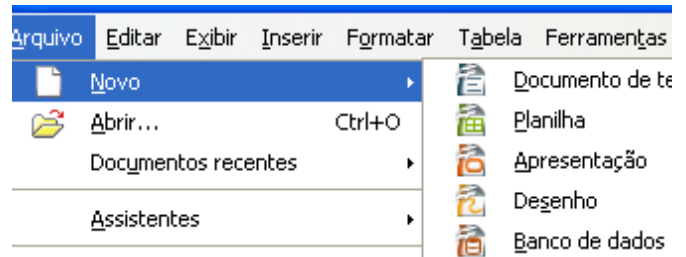 Arquivo Editar Exibir Inserir Formatar Tabela Ferramentas
Novo
Abrir... Ctrl+O
Documentos recentes
Assistentes
Documento de te
Planilha
Apresentação
Desenho
Banco de dados